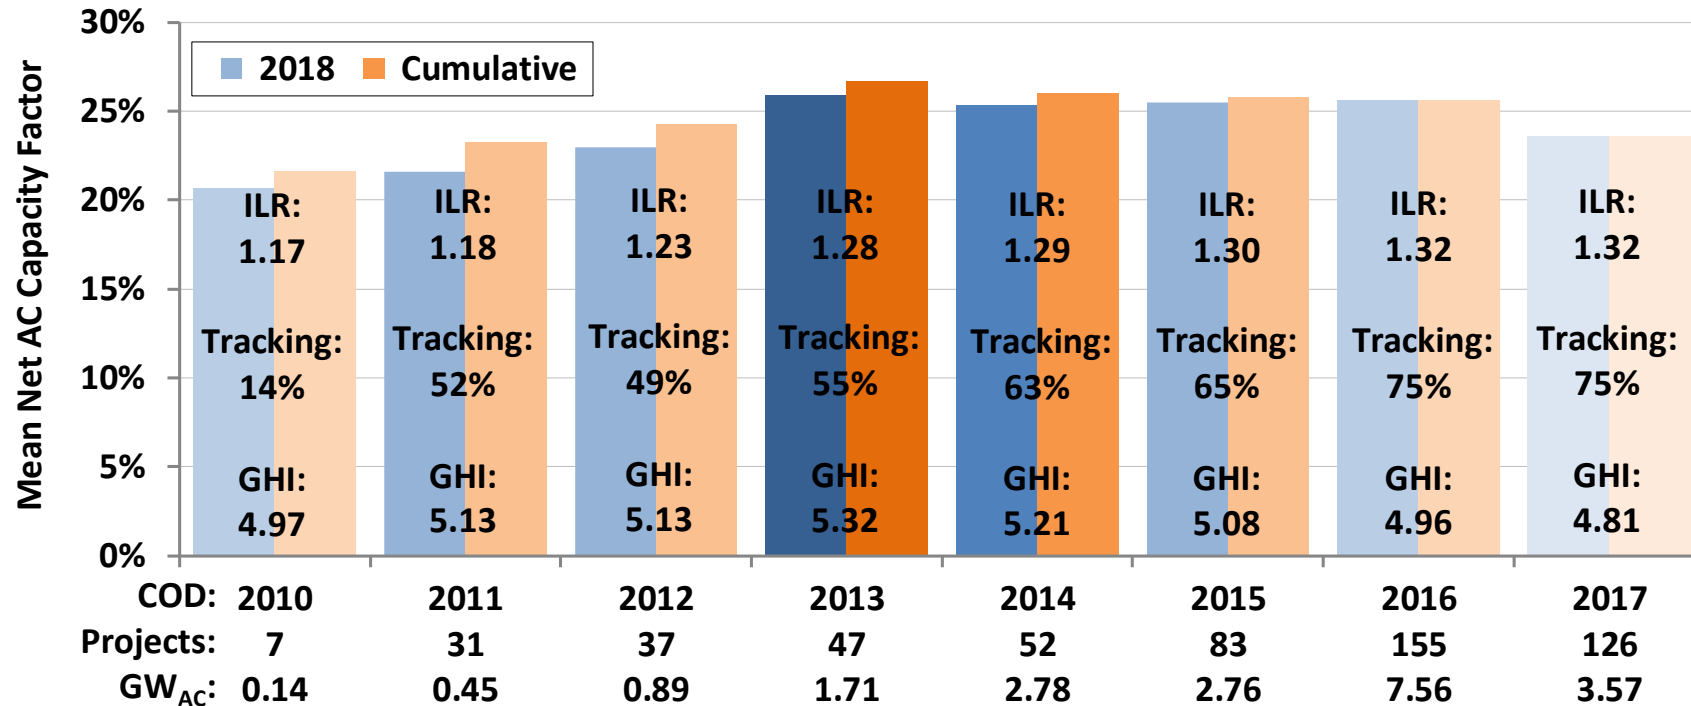 30%
25%
20%
15%
10%
5%
0%
Mean Net AC Capacity Factor
2018 Cumulative
ILR: ILR: ILR: ILR: ILR: ILR: ILR: ILR:
1.17 1.18 1.23 1.28 1.29 1.30 1.32 1.32
Tracking: Tracking: Tracking: Tracking: Tracking: Tracking: Tracking: Tracking:
14% 52% 49% 55% 63% 65% 75% 75%
GHI: GHI: GHI: GHI: GHI: GHI: GHI: GHI:
4.97 5.13 5.13 5.32 5.21 5.08 4.96 4.81
COD: 2010 2011 2012 2013 2014 2015 2016 2017
Projects: 7 31 37 47 52 83 155 126
GWAC: 0.14 0.45 0.89 1.71 2.78 2.76 7.56 3.57